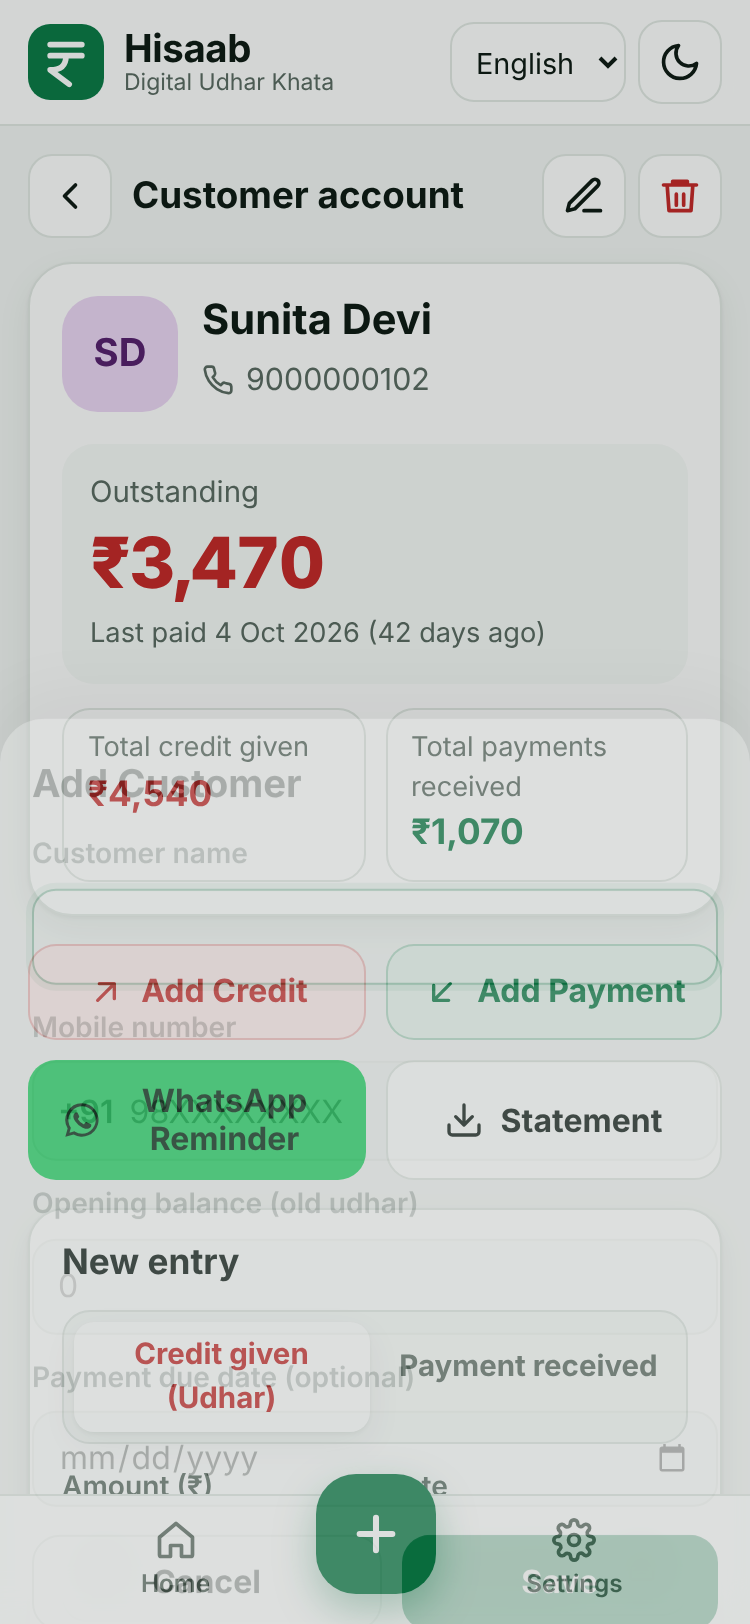 Hisaab
Digital Udhar Khata
English
Customer account
SD
Sunita Devi
9000000102
Outstanding
₹3,470
Last paid 4 Oct 2026 (42 days ago)
Total credit given
₹4,540
Total payments
received
₹1,070
Add Customer
Customer name
Add Credit
Add Payment
Mobile number
+91 98XXXXXXXX
WhatsApp
Reminder
Statement
Opening balance (old udhar)
0
New entry
Credit given
(Udhar)
Payment received
Payment due date (optional)
mm/dd/yyyy
Amount (₹)
Home
Settings
Cancel